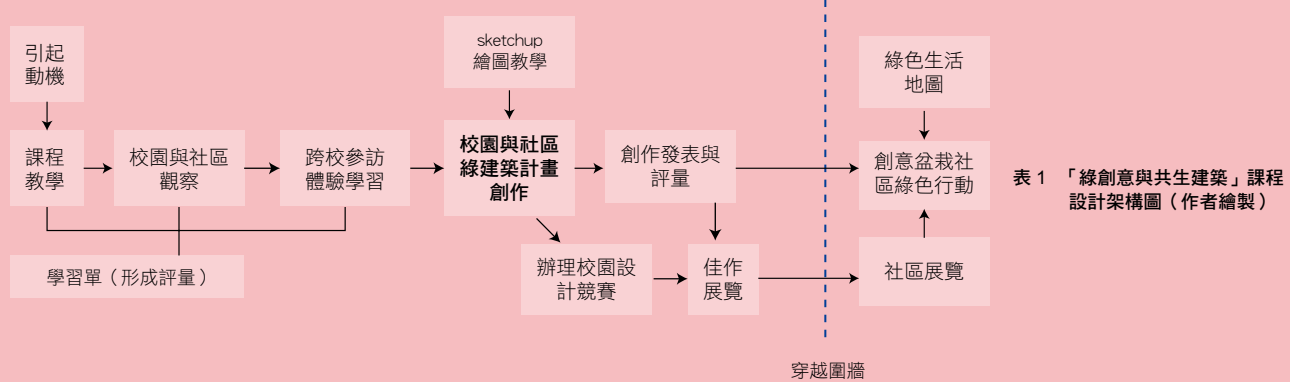 引起
動機
課程
教學
校園與社區
觀察
跨校參訪
體驗學習
學習單（形成評量）
sketchup
繪圖教學
校園與社區
綠建築計畫
創作
創作發表與
評量
辦理校園設
計競賽
佳作
展覽
綠色生活
地圖
創意盆栽社
區綠色行動
社區展覽
穿越圍牆
表 1 「綠創意與共生建築」課程
設計架構圖（作者繪製）